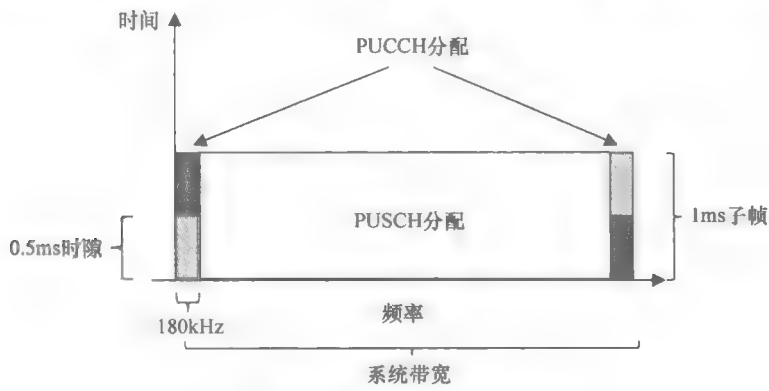 时间
PUCCH分配
PUSCH分配
0.5ms时隙
1ms子帧
180kHz
频率
系统带宽